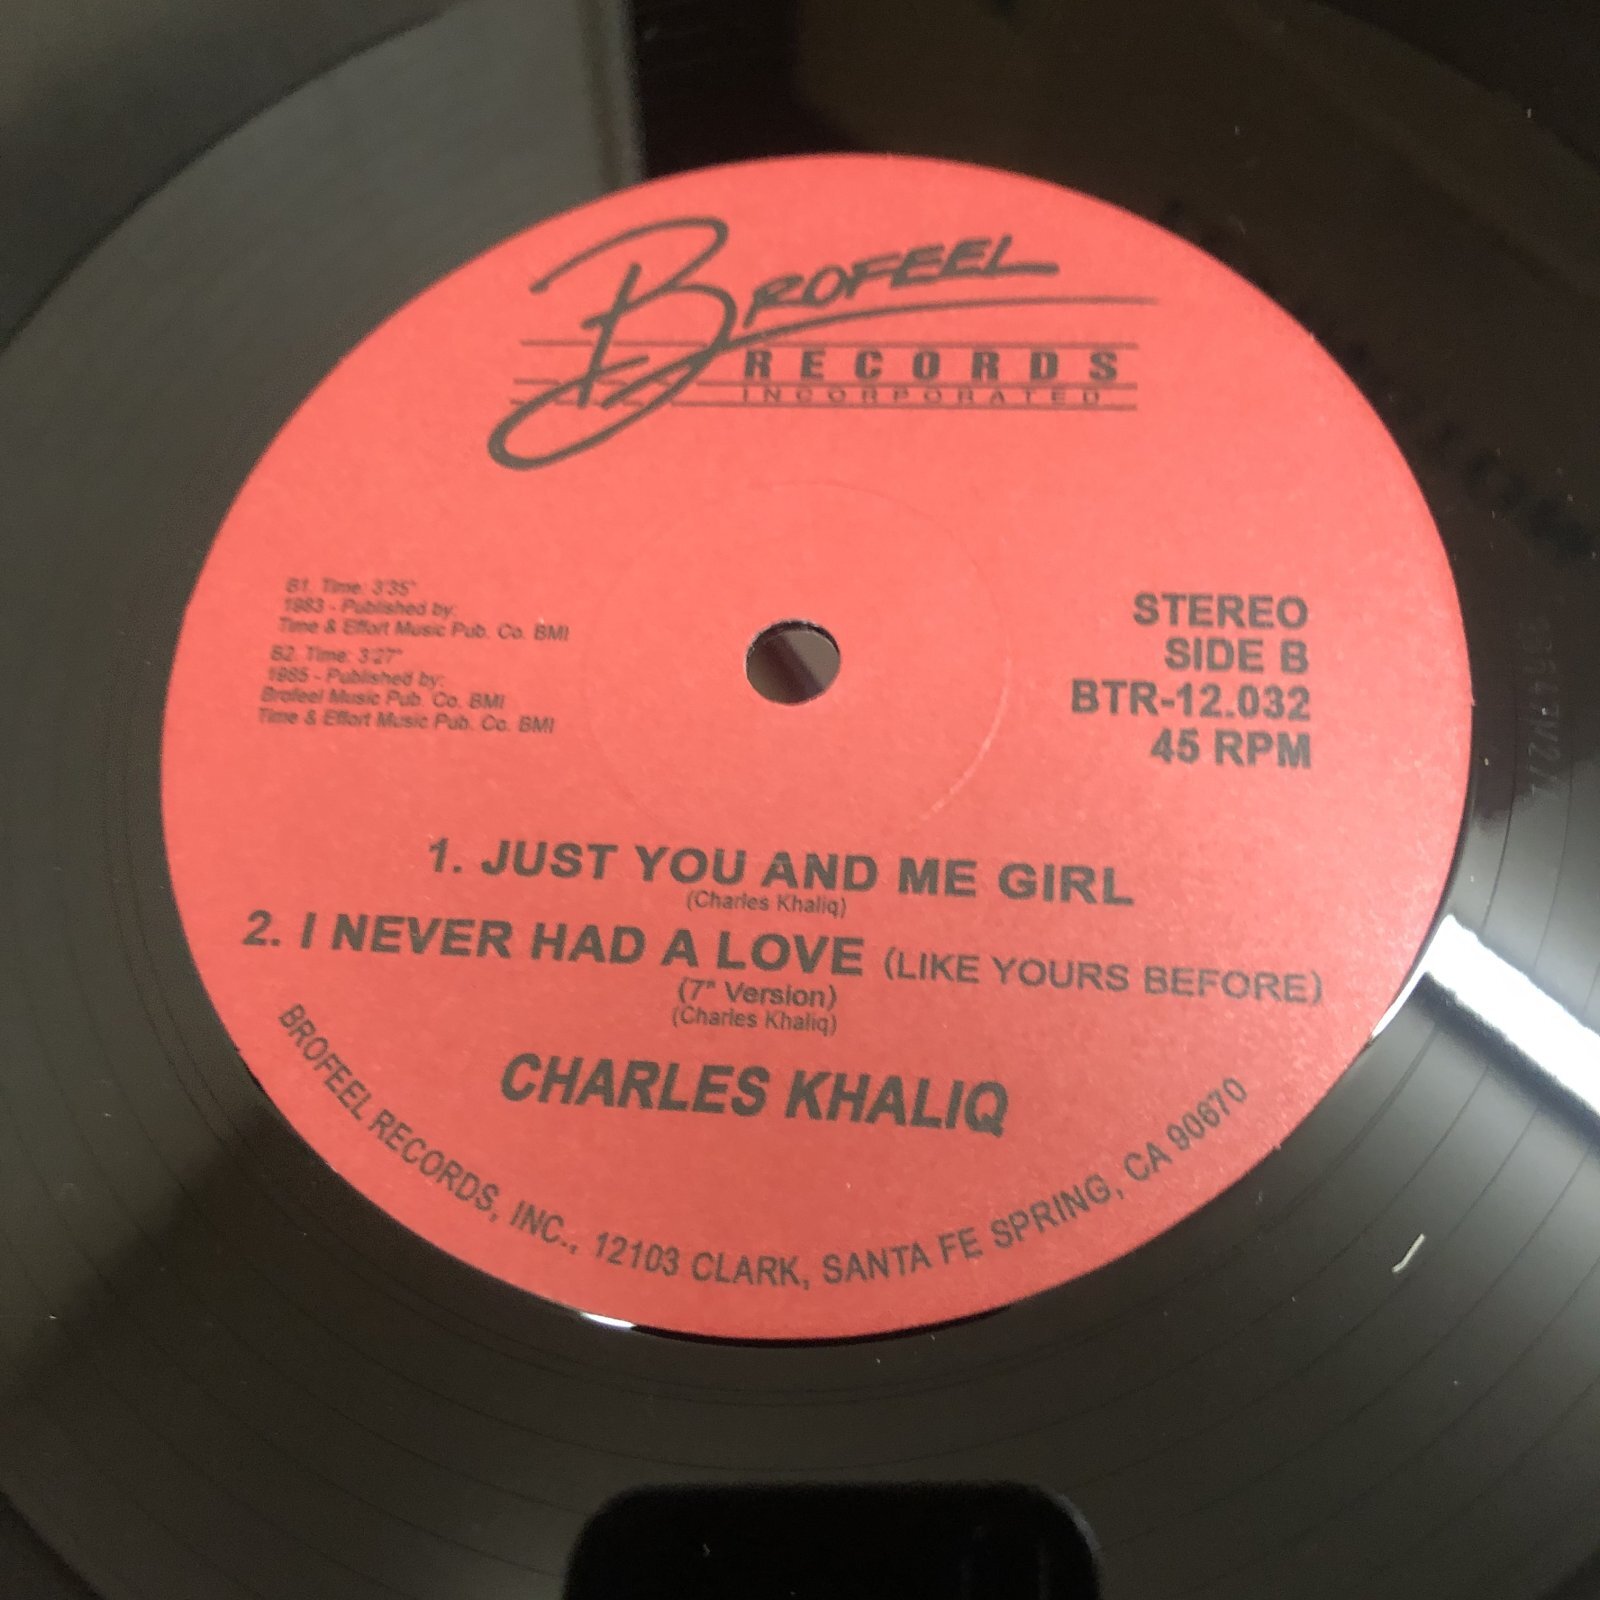 BROFEEL
RECORDS
INCORPORATED
B1. Time: 3'35"
1983 - Published by:
Time & Effort Music Pub. Co. BMI
B2. Time: 3'27"
1985 - Published by:
Brofeel Music Pub. Co. BMI
Time & Effort Music Pub. Co. BMI
STEREO
SIDE B
BTR-12.032
45 RPM
1. JUST YOU AND ME GIRL
(Charles Khaliq)
2. I NEVER HAD A LOVE (LIKE YOURS BEFORE)
(7" Version)
(Charles Khaliq)
CHARLES KHALIQ
BROFEEL RECORDS, INC., 12103 CLARK, SANTA FE SPRING, CA 90670